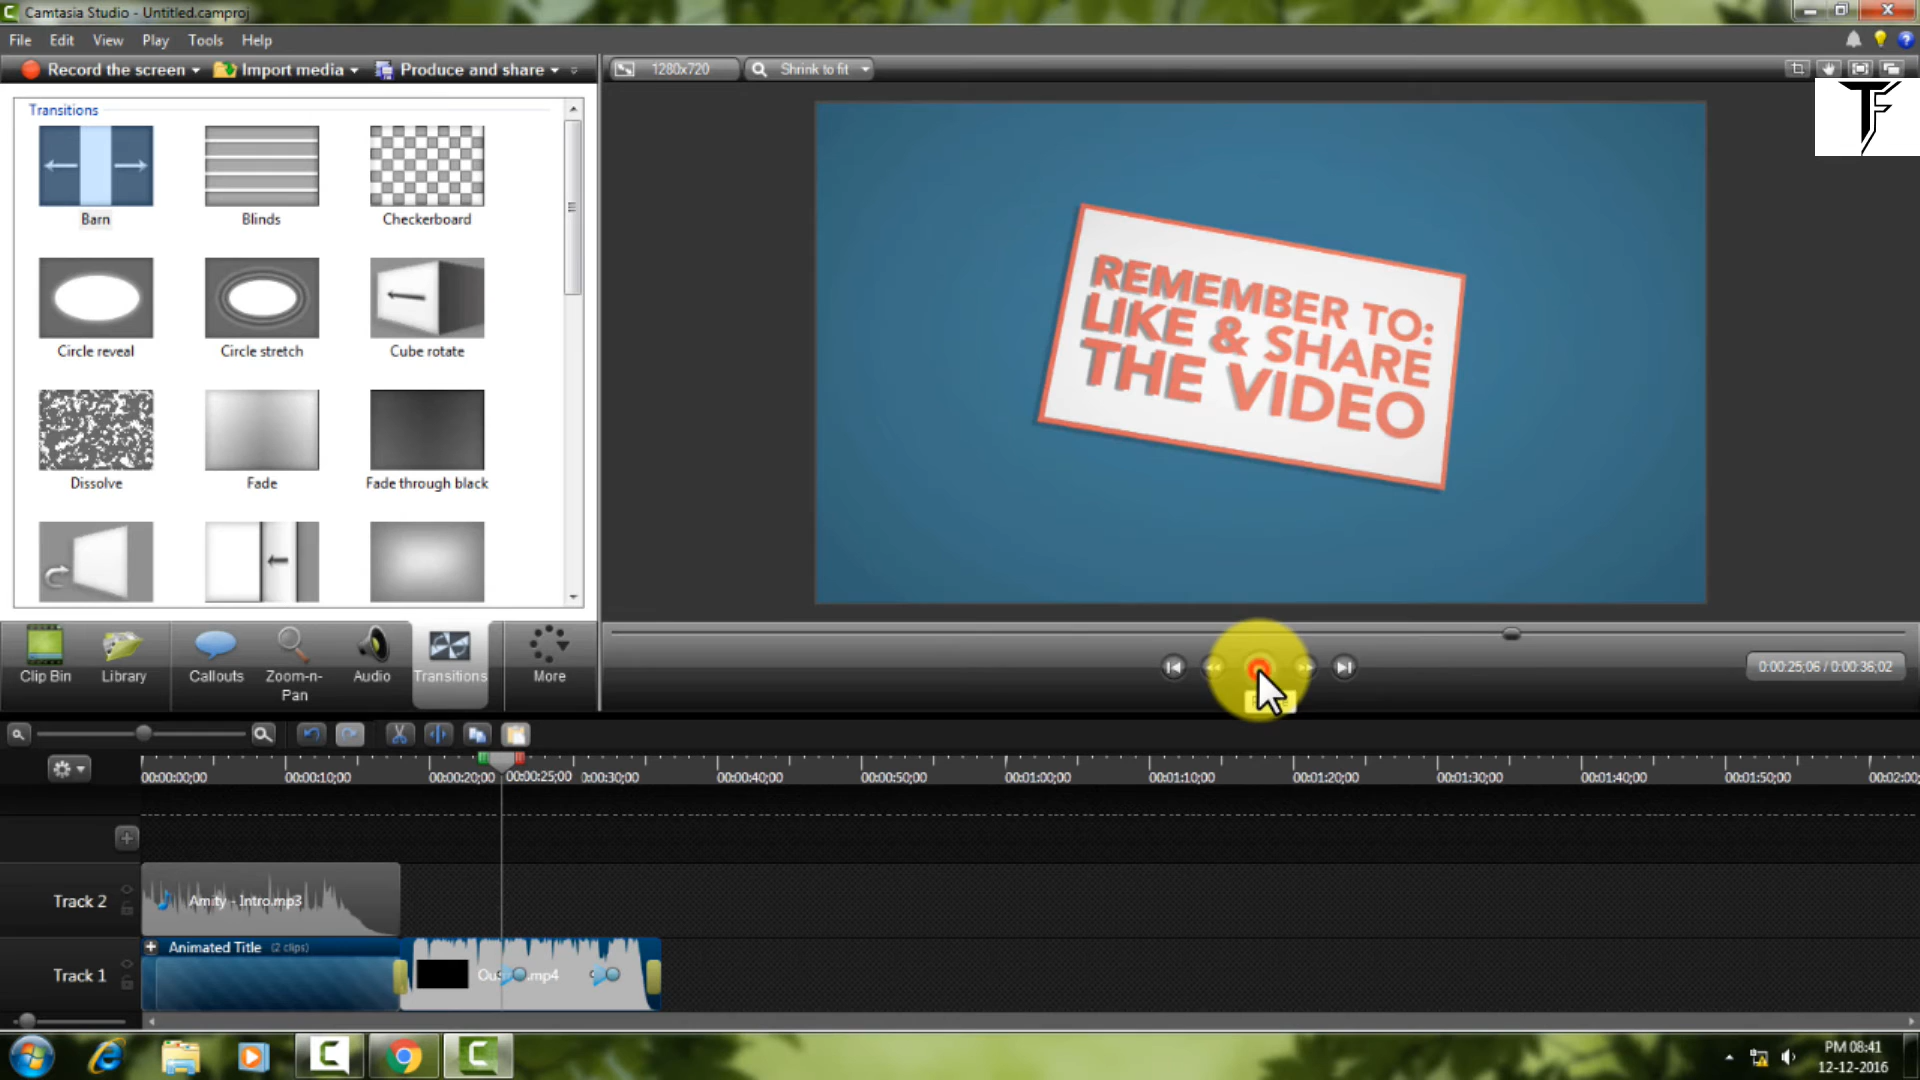 Camtasia Studio - Untitled.camproj
File Edit View Play Tools Help
Record the screen Import media Produce and share
1280x720 Shrink to fit
TF
Transitions
Barn Blinds Checkerboard
Circle reveal Circle stretch Cube rotate
Dissolve Fade Fade through black
REMEMBER TO:
LIKE & SHARE
THE VIDEO
Clip Bin Library Callouts Zoom-n-Pan Audio Transitions More
0:00:25;06 / 0:00:36;02
00:00:00;00 00:00:10;00 00:00:20;00 00:00:25;00 0:00:30;00 00:00:40;00 00:00:50;00 00:01:00;00 00:01:10;00 00:01:20;00 00:01:30;00 00:01:40;00 00:01:50;00 00:02:00;
Track 2 Amity - Intro.mp3
Animated Title (2 clips)
Track 1 .mp4
PM 08:41
12-12-2016